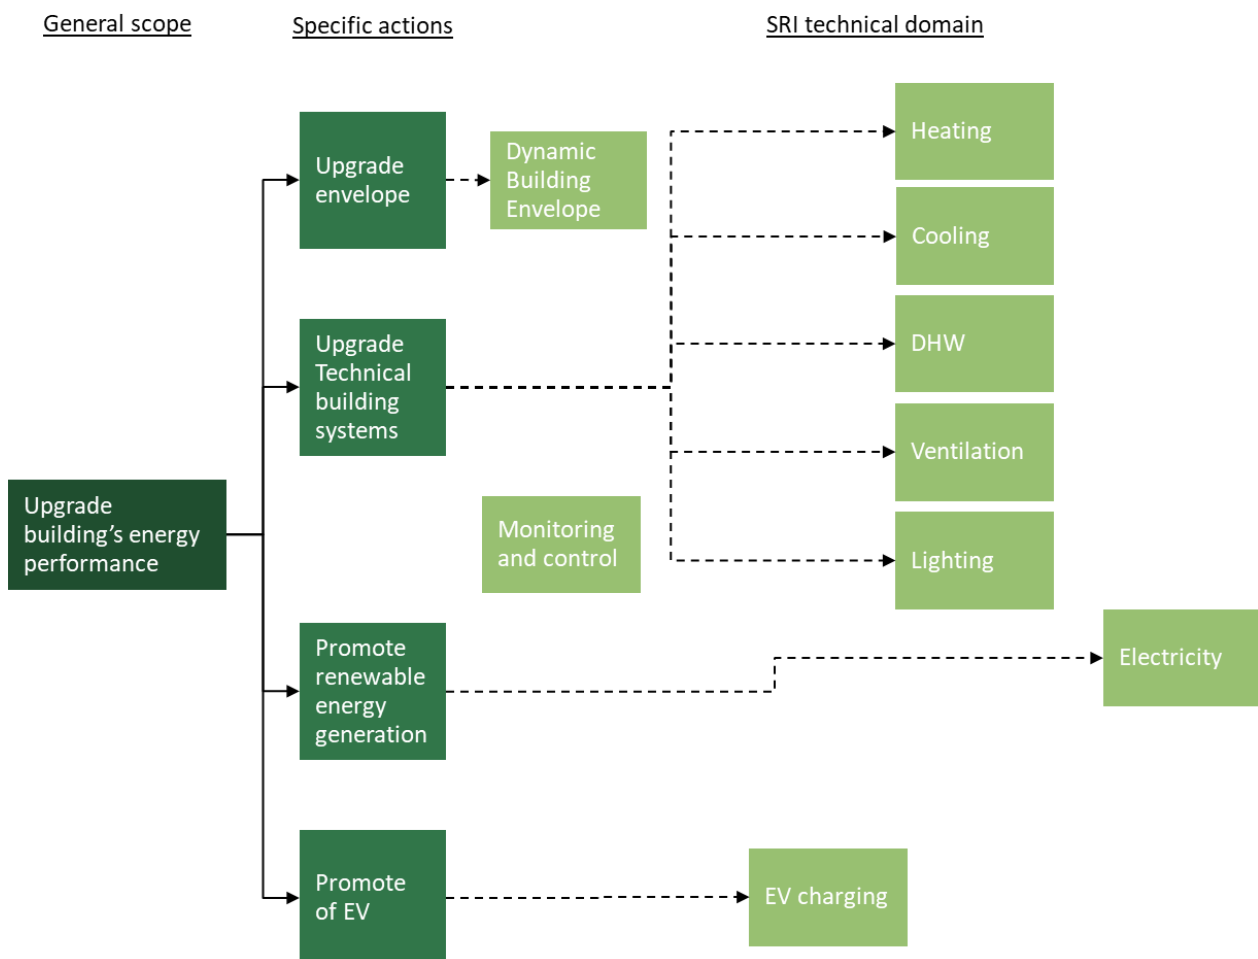 General scope
Specific actions
SRI technical domain
Upgrade
envelope
Dynamic
Building
Envelope
Heating
Cooling
Upgrade
Technical
building
systems
DHW
Ventilation
Upgrade
building’s energy
performance
Monitoring
and control
Lighting
Promote
renewable
energy
generation
Electricity
Promote
of EV
EV charging